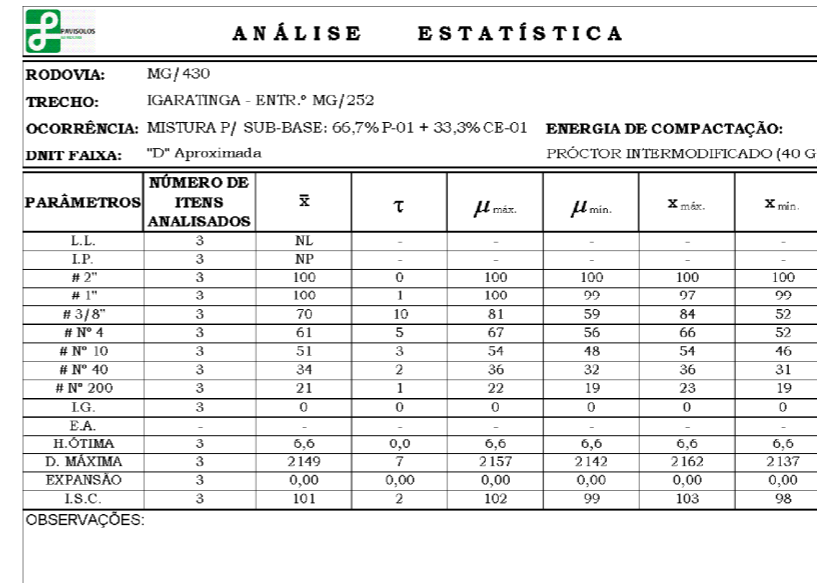 PAVISOLOS
ANÁLISE ESTATÍSTICA
RODOVIA: MG/430
TRECHO: IGARATINGA - ENTR.º MG/252
OCORRÊNCIA: MISTURA P/ SUB-BASE: 66,7% P-01 + 33,3% CE-01 ENERGIA DE COMPACTAÇÃO:
DNIT FAIXA: "D" Aproximada PRÓCTOR INTERMODIFICADO (40 G
PARÂMETROS NÚMERO DE ITENS ANALISADOS x̄ τ μ máx. μ min. x máx. x min.
L.L. 3 NL - - - - -
I.P. 3 NP - - - - -
# 2" 3 100 0 100 100 100 100
# 1" 3 100 1 100 99 97 99
# 3/8" 3 70 10 81 59 84 52
# Nº 4 3 61 5 67 56 66 52
# Nº 10 3 51 3 54 48 54 46
# Nº 40 3 34 2 36 32 36 31
# Nº 200 3 21 1 22 19 23 19
I.G. 3 0 0 0 0 0 0
E.A. - - - - - - -
H.ÓTIMA 3 6,6 0,0 6,6 6,6 6,6 6,6
D. MÁXIMA 3 2149 7 2157 2142 2162 2137
EXPANSÃO 3 0,00 0,00 0,00 0,00 0,00 0,00
I.S.C. 3 101 2 102 99 103 98
OBSERVAÇÕES: